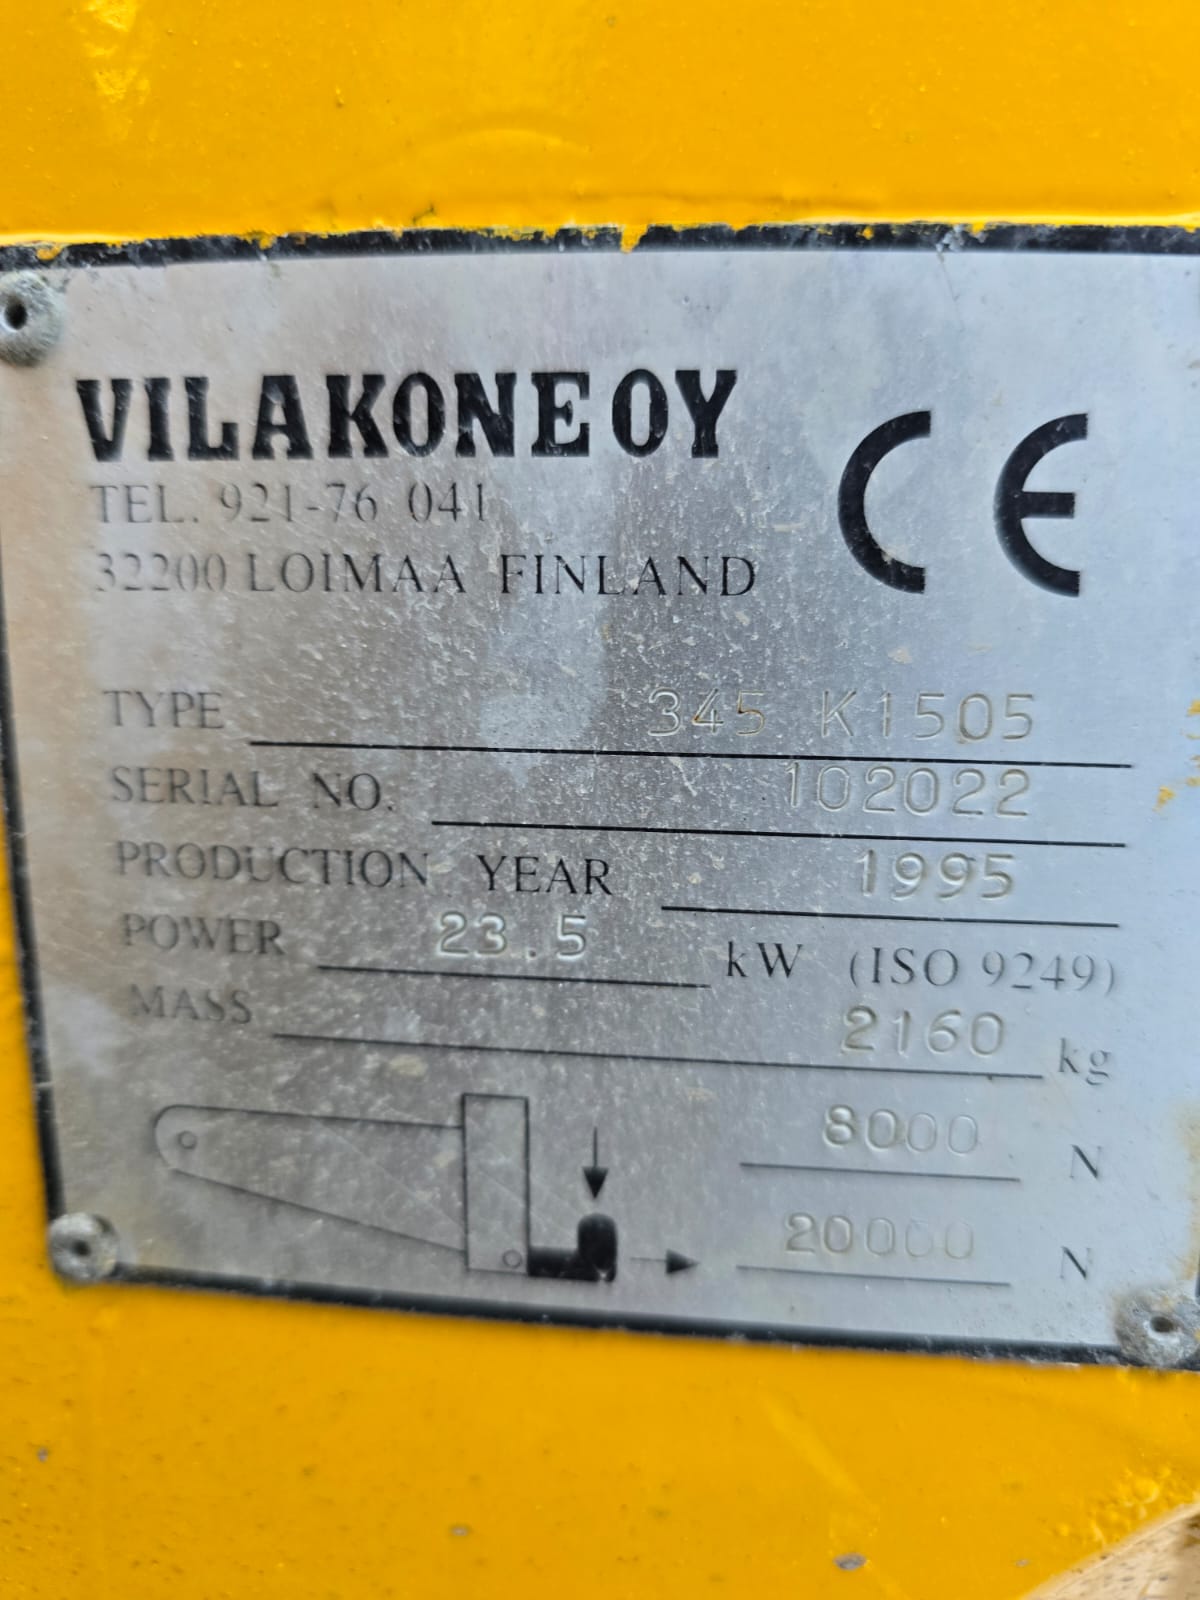 VILAKONE OY
TEL. 921-76 041
32200 LOIMAA FINLAND
CE
TYPE 345 K1505
SERIAL NO. 102022
PRODUCTION YEAR 1995
POWER 23.5 kW (ISO 9249)
MASS 2160 kg
8000 N
20000 N